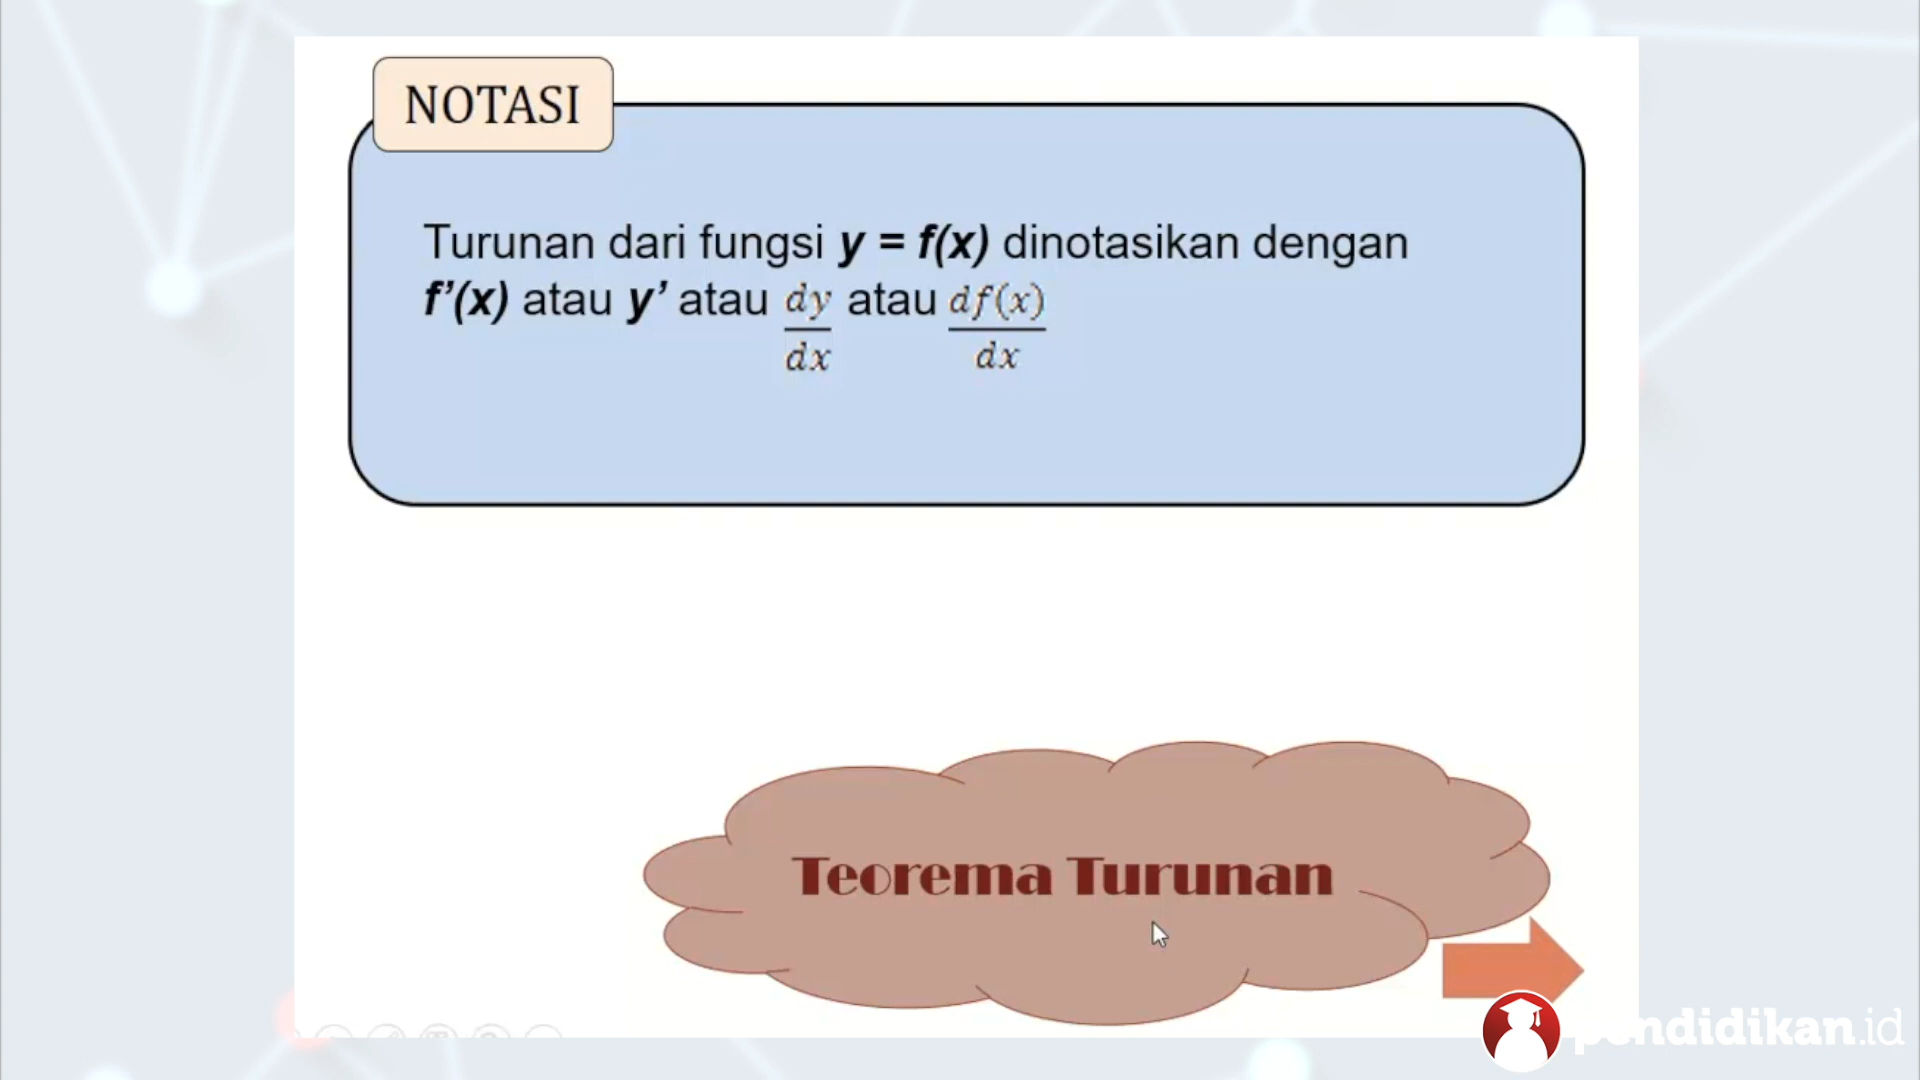 NOTASI
Turunan dari fungsi y = f(x) dinotasikan dengan
f’(x) atau y’ atau dy/dx atau df(x)/dx
Teorema Turunan
pendidikan.id